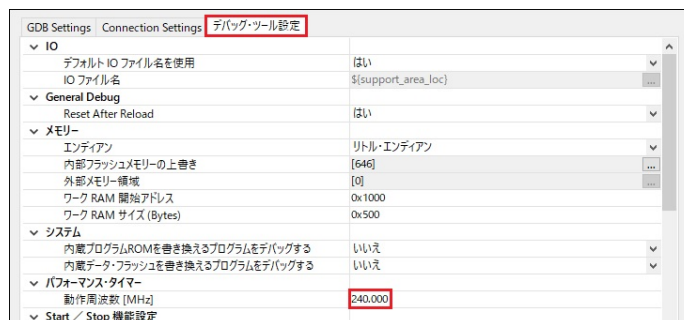 GDB Settings Connection Settings デバッグ・ツール設定
IO
デフォルト IO ファイル名を使用 はい
IO ファイル名 ${support_area_loc}
General Debug
Reset After Reload はい
メモリー
エンディアン リトル・エンディアン
内部フラッシュメモリーの上書き [646]
外部メモリー領域 [0]
ワーク RAM 開始アドレス 0x1000
ワーク RAM サイズ (Bytes) 0x500
システム
内蔵プログラムROMを書き換えるプログラムをデバッグする いいえ
内蔵データ・フラッシュを書き換えるプログラムをデバッグする いいえ
パフォーマンス・タイマー
動作周波数 [MHz] 240.000
Start ／ Stop 機能設定